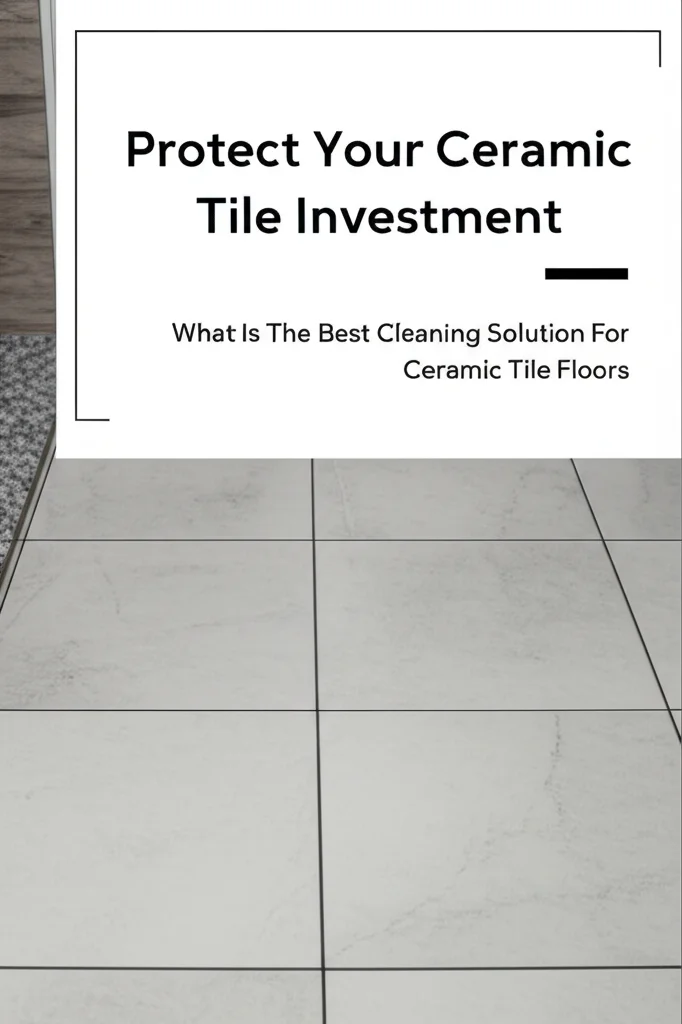 Protect Your Ceramic
Tile Investment
What Is The Best Cleaning Solution For
Ceramic Tile Floors